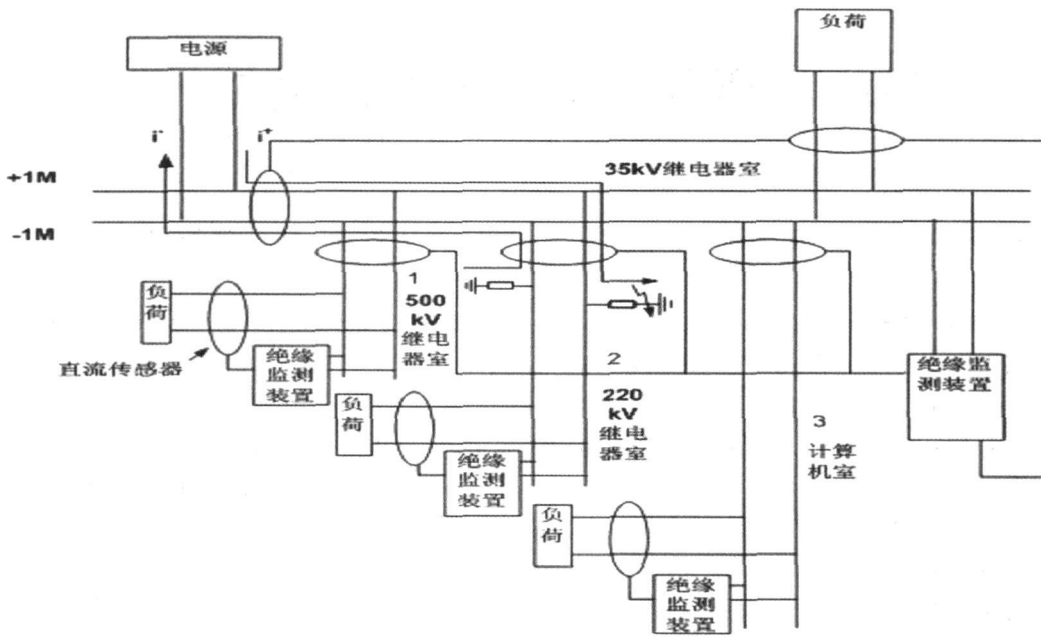 电源
负荷
i-
i+
35kV继电器室
+1M
-1M
负
荷
1
500
kV
继电
器室
直流传感器
绝缘
监测
装置
2
220
kV
继电
器室
绝缘监
测装置
负
荷
绝缘
监测
装置
3
计算
机室
负
荷
绝缘
监测
装置